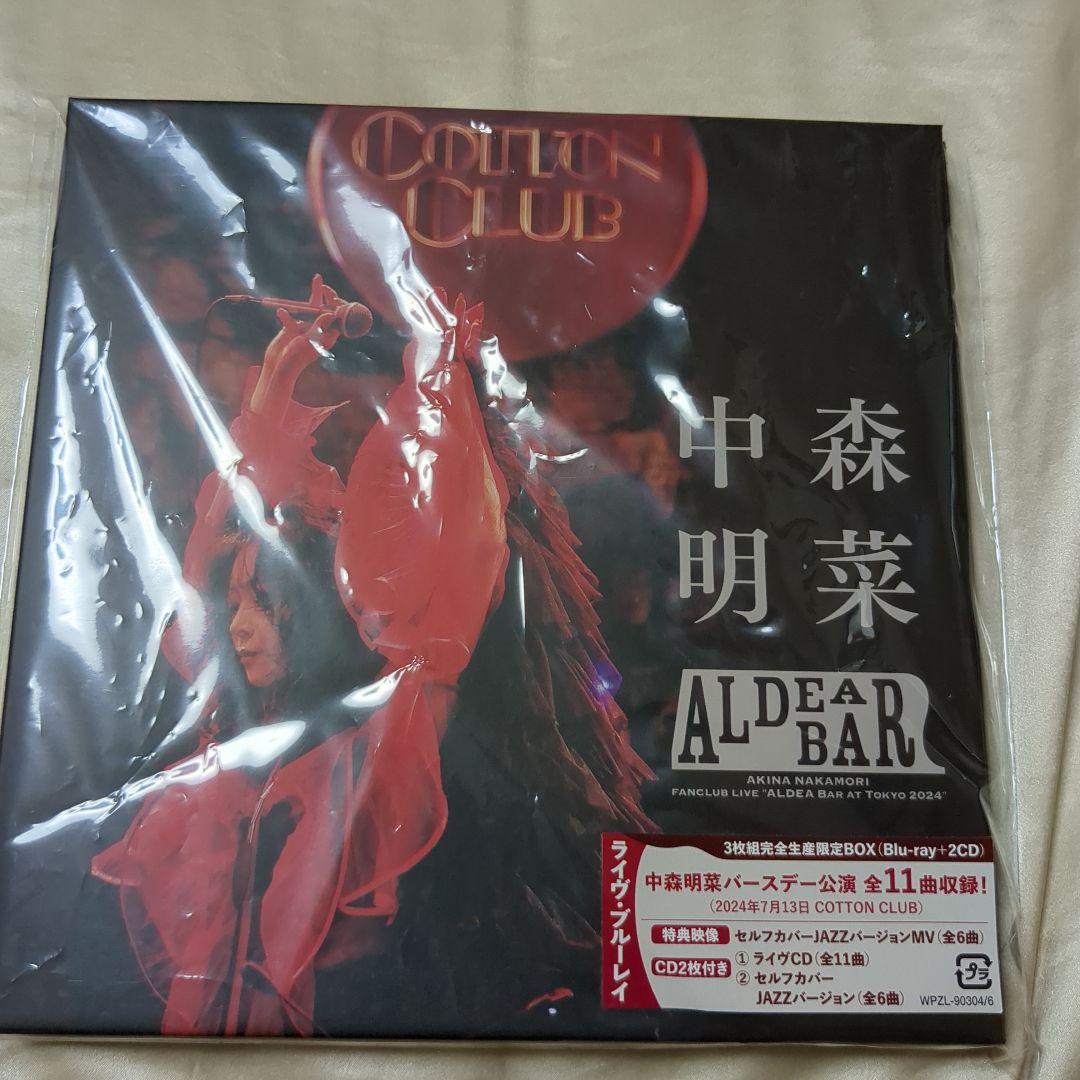 COTTON
CLUB
中森
明菜
ALDEA
BAR
AKINA NAKAMORI
FANCLUB LIVE "ALDEA BAR AT TOKYO 2024"
ライヴ・ブルーレイ
3枚組完全生産限定BOX(Blu-ray+2CD)
中森明菜バースデー公演 全11曲収録!
(2024年7月13日 COTTON CLUB)
特典映像 セルフカバーJAZZバージョンMV(全6曲)
CD2枚付き ① ライヴCD(全11曲)
② セルフカバー
JAZZバージョン(全6曲)
プラ
WPZL-90304/6